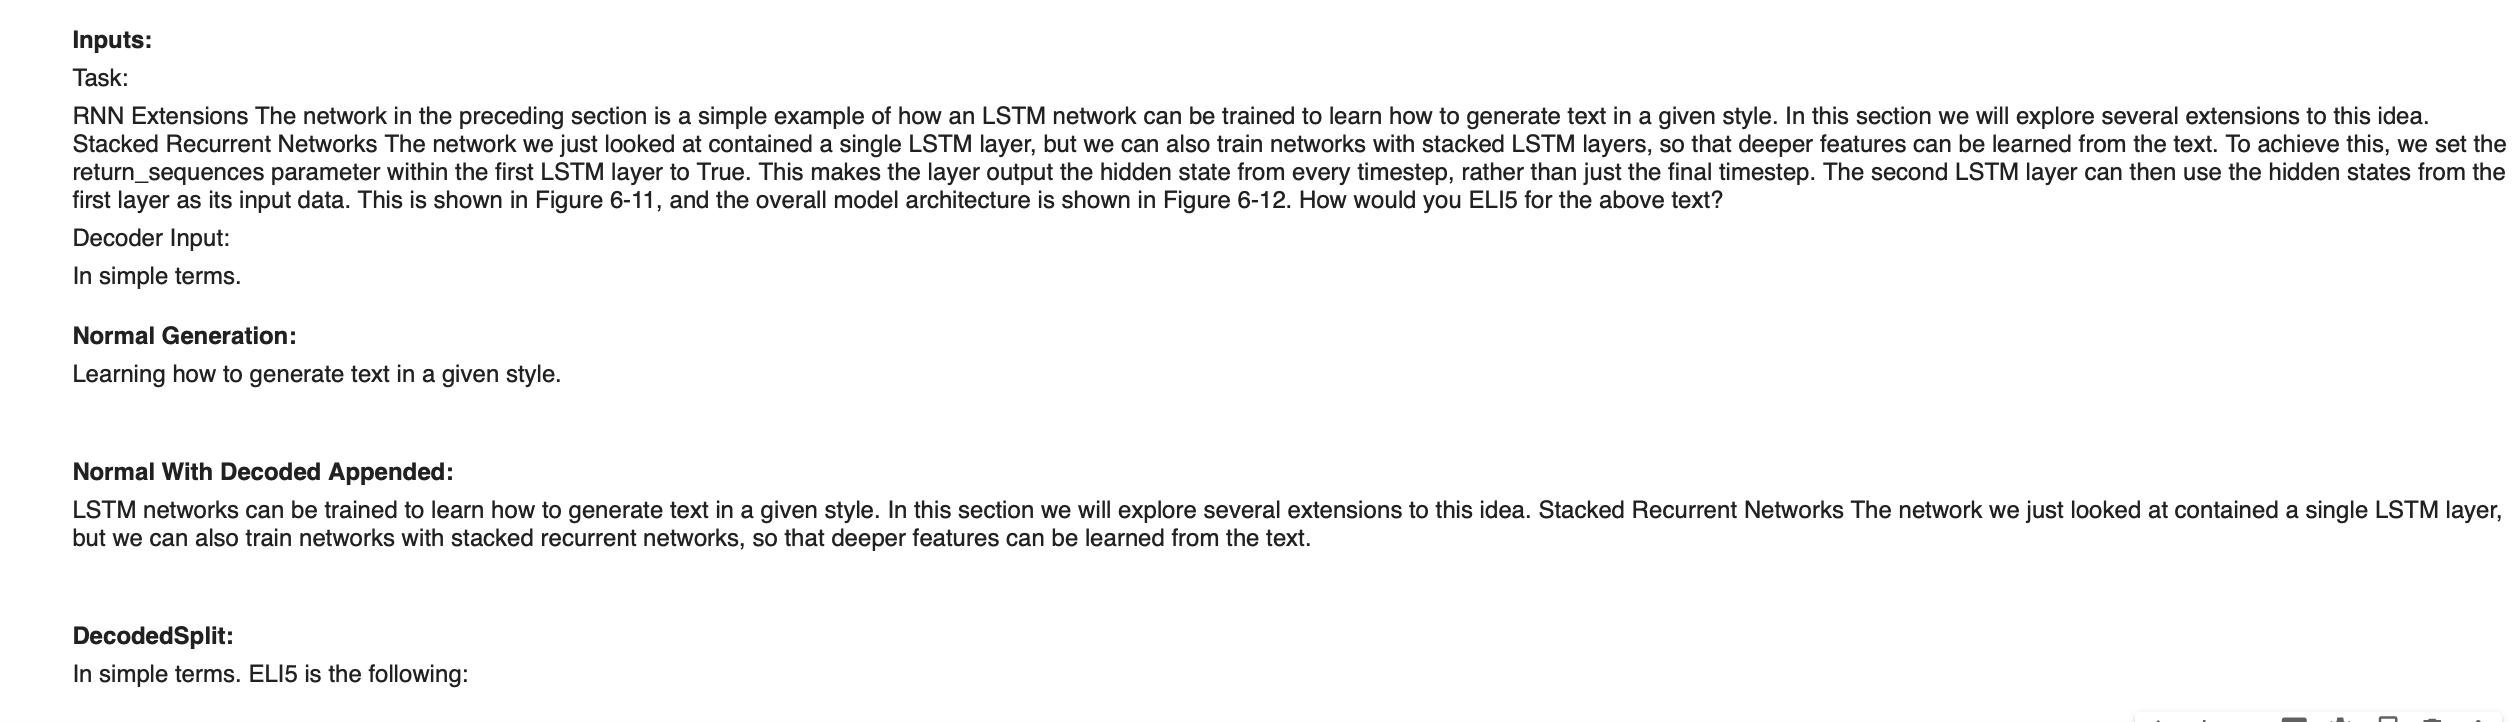 Inputs:
Task:
RNN Extensions The network in the preceding section is a simple example of how an LSTM network can be trained to learn how to generate text in a given style. In this section we will explore several extensions to this idea.
Stacked Recurrent Networks The network we just looked at contained a single LSTM layer, but we can also train networks with stacked LSTM layers, so that deeper features can be learned from the text. To achieve this, we set the
return_sequences parameter within the first LSTM layer to True. This makes the layer output the hidden state from every timestep, rather than just the final timestep. The second LSTM layer can then use the hidden states from the
first layer as its input data. This is shown in Figure 6-11, and the overall model architecture is shown in Figure 6-12. How would you ELI5 for the above text?
Decoder Input:
In simple terms.
Normal Generation:
Learning how to generate text in a given style.
Normal With Decoded Appended:
LSTM networks can be trained to learn how to generate text in a given style. In this section we will explore several extensions to this idea. Stacked Recurrent Networks The network we just looked at contained a single LSTM layer,
but we can also train networks with stacked recurrent networks, so that deeper features can be learned from the text.
DecodedSplit:
In simple terms. ELI5 is the following: